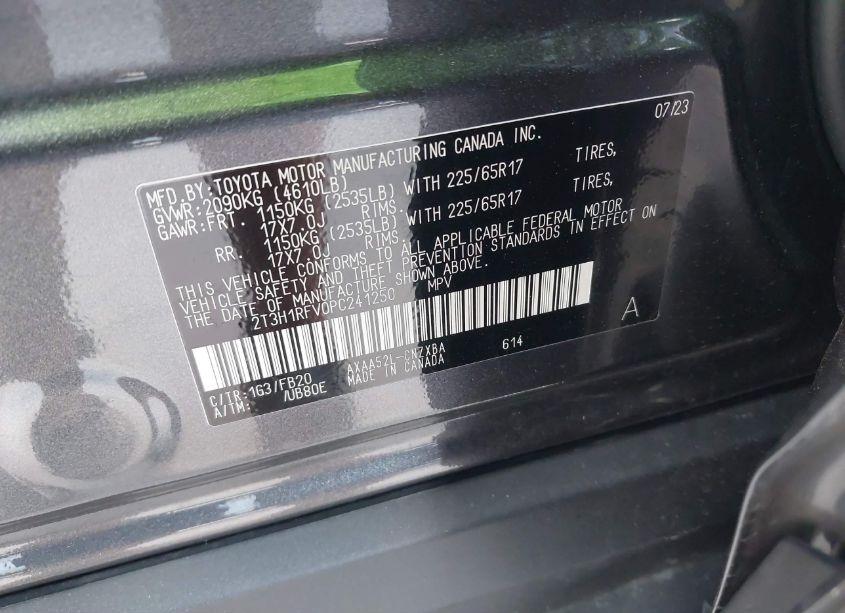 07/23
MFD.BY:TOYOTA MOTOR MANUFACTURING CANADA INC.
GVWR:2090KG (4610LB)
GAWR:FRT. 1150KG (2535LB) WITH 225/65R17 TIRES,
17X7.0J RIMS.
RR. 1150KG (2535LB) WITH 225/65R17 TIRES,
17X7.0J RIMS.
THIS VEHICLE CONFORMS TO ALL APPLICABLE FEDERAL MOTOR
VEHICLE SAFETY AND THEFT PREVENTION STANDARDS IN EFFECT ON
THE DATE OF MANUFACTURE SHOWN ABOVE.
2T3H1RFV0PC241250 MPV
A
C/TR:1G3/FB20 AXAA52L-CNZXBA 614
A/TM: /UB80E MADE IN CANADA